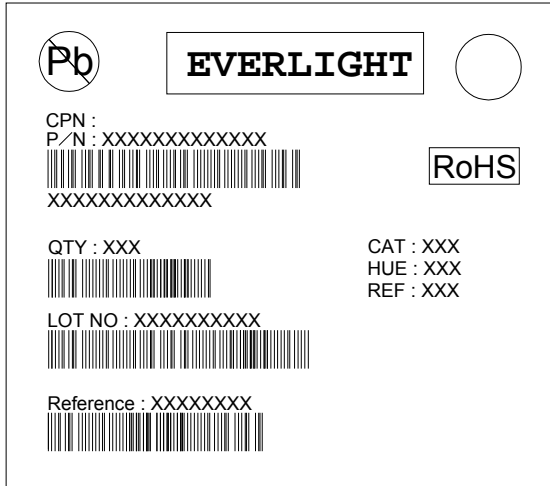 Pb
EVERLIGHT
CPN :
P／N : XXXXXXXXXXXXX
RoHS
XXXXXXXXXXXXX
QTY : XXX
CAT : XXX
HUE : XXX
REF : XXX
LOT NO : XXXXXXXXXX
Reference : XXXXXXXX